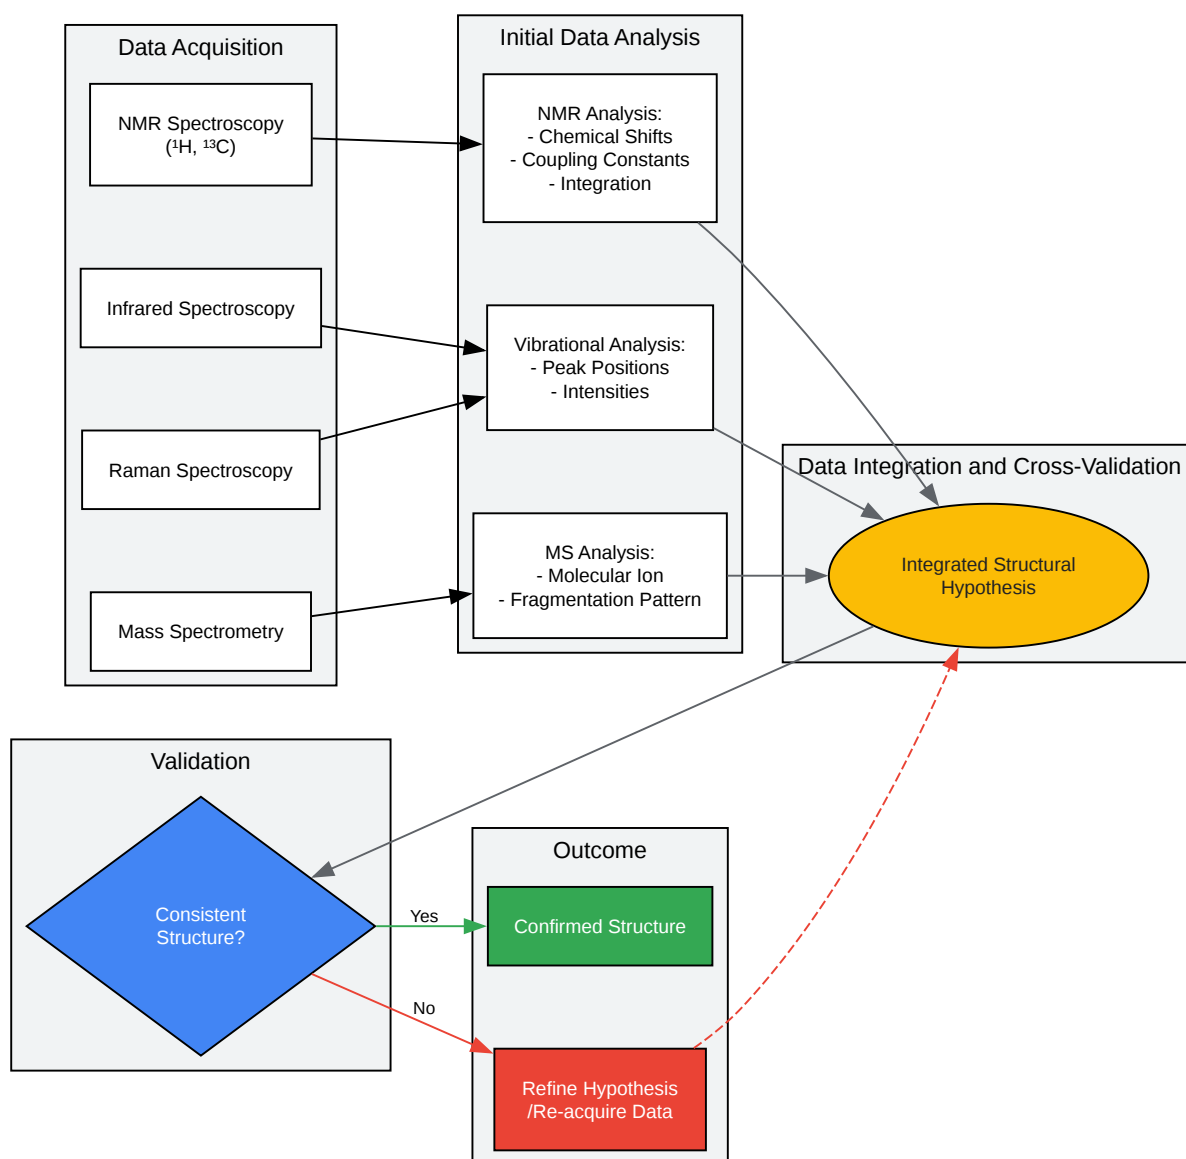 Data Acquisition
NMR Spectroscopy
(¹H, ¹³C)
Infrared Spectroscopy
Raman Spectroscopy
Mass Spectrometry
Initial Data Analysis
NMR Analysis:
- Chemical Shifts
- Coupling Constants
- Integration
Vibrational Analysis:
- Peak Positions
- Intensities
MS Analysis:
- Molecular Ion
- Fragmentation Pattern
Data Integration and Cross-Validation
Integrated Structural
Hypothesis
Validation
Consistent
Structure?
Yes
No
Outcome
Confirmed Structure
Refine Hypothesis
/Re-acquire Data